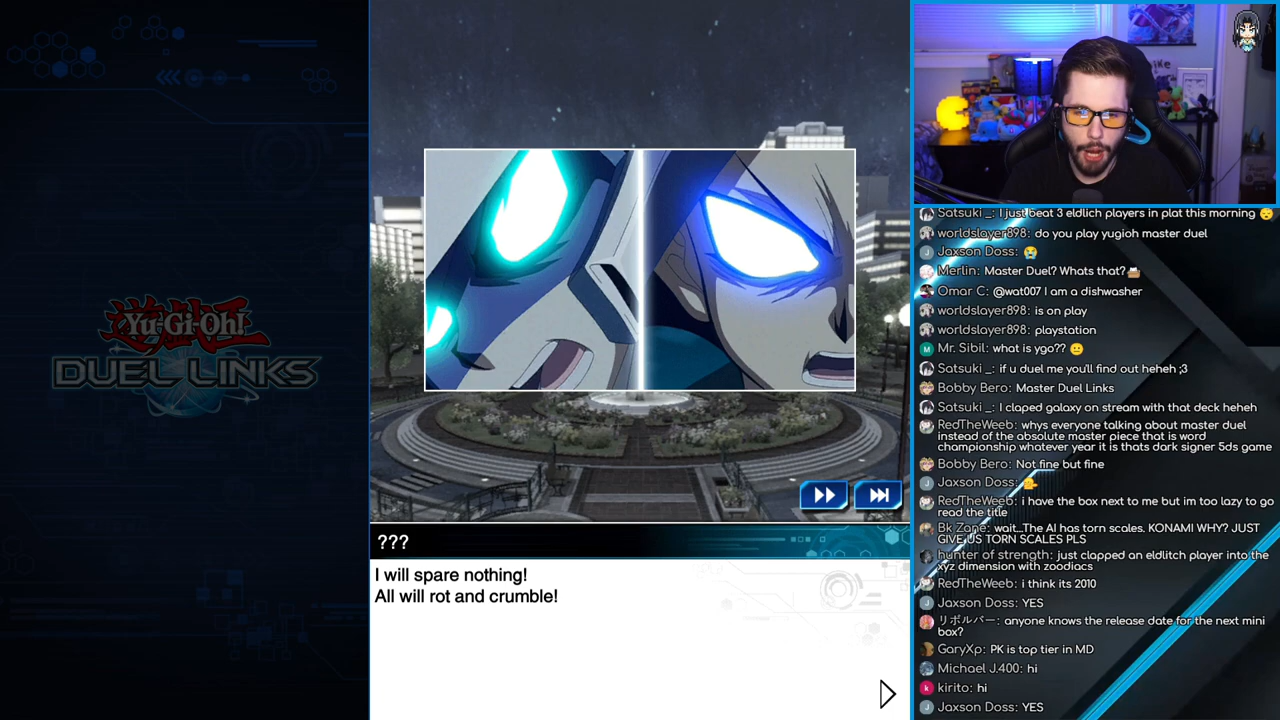 Yu-Gi-Oh!
DUEL LINKS
???
I will spare nothing!
All will rot and crumble!
Satsuki _: I just beat 3 eldlich players in plat this morning
worldslayer898: do you play yugioh master duel
Jaxson Doss:
Merlin: Master Duel? Whats that?
Omar C: @wat007 I am a dishwasher
worldslayer898: is on play
worldslayer898: playstation
M
Mr. Sibil: what is ygo??
Satsuki _: if u duel me you'll find out heheh ;3
Bobby Bero: Master Duel Links
Satsuki _: I claped galaxy on stream with that deck heheh
RedTheWeeb: whys everyone talking about master duel
instead of the absolute master piece that is word
championship whatever year it is thats dark signer 5ds game
Bobby Bero: Not fine but fine
J
Jaxson Doss:
RedTheWeeb: i have the box next to me but im too lazy to go
read the title
Bk Zane: wait...The AI has torn scales. KONAMI WHY? JUST
GIVE US TORN SCALES PLS
hunter of strength: just clapped an eldlitch player into the
xyz dimension with zoodiacs
RedTheWeeb: i think its 2010
J
Jaxson Doss: YES
リボルバー: anyone knows the release date for the next mini
box?
GaryXp: PK is top tier in MD
Michael J.400: hi
k
kirito: hi
J
Jaxson Doss: YES